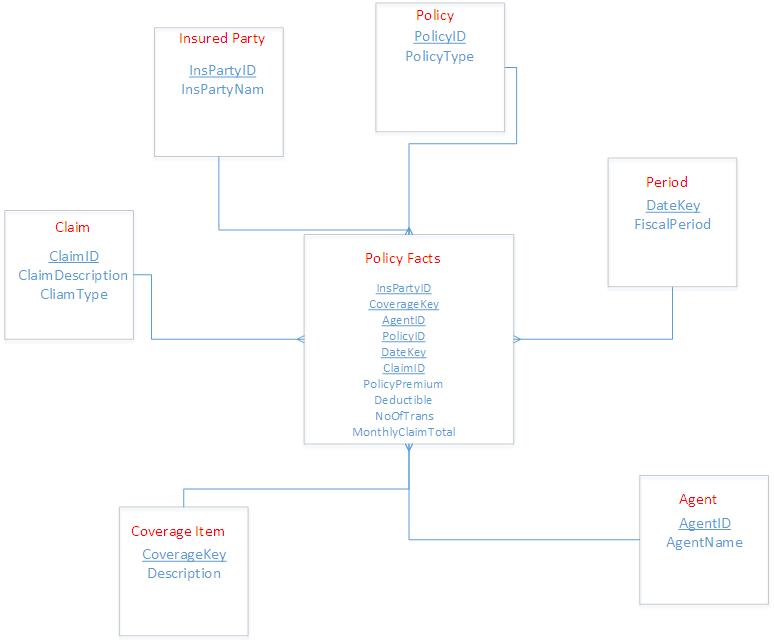 Policy
PolicyID
PolicyType
Insured Party
InsPartyID
InsPartyNam
Period
DateKey
FiscalPeriod
Claim
ClaimID
ClaimDescription
CliamType
Policy Facts
InsPartyID
CoverageKey
AgentID
PolicyID
DateKey
ClaimID
PolicyPremium
Deductible
NoOfTrans
MonthlyClaimTotal
Coverage Item
CoverageKey
Description
Agent
AgentID
AgentName